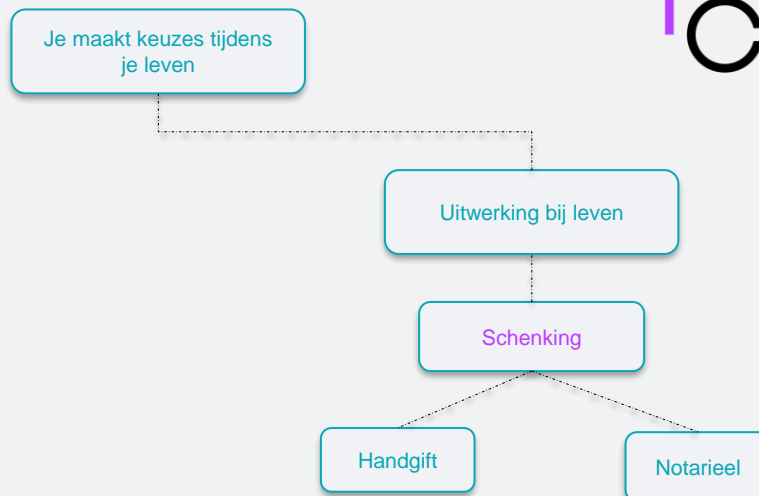 Je maakt keuzes tijdens
je leven
Uitwerking bij leven
Schenking
Handgift
Notarieel